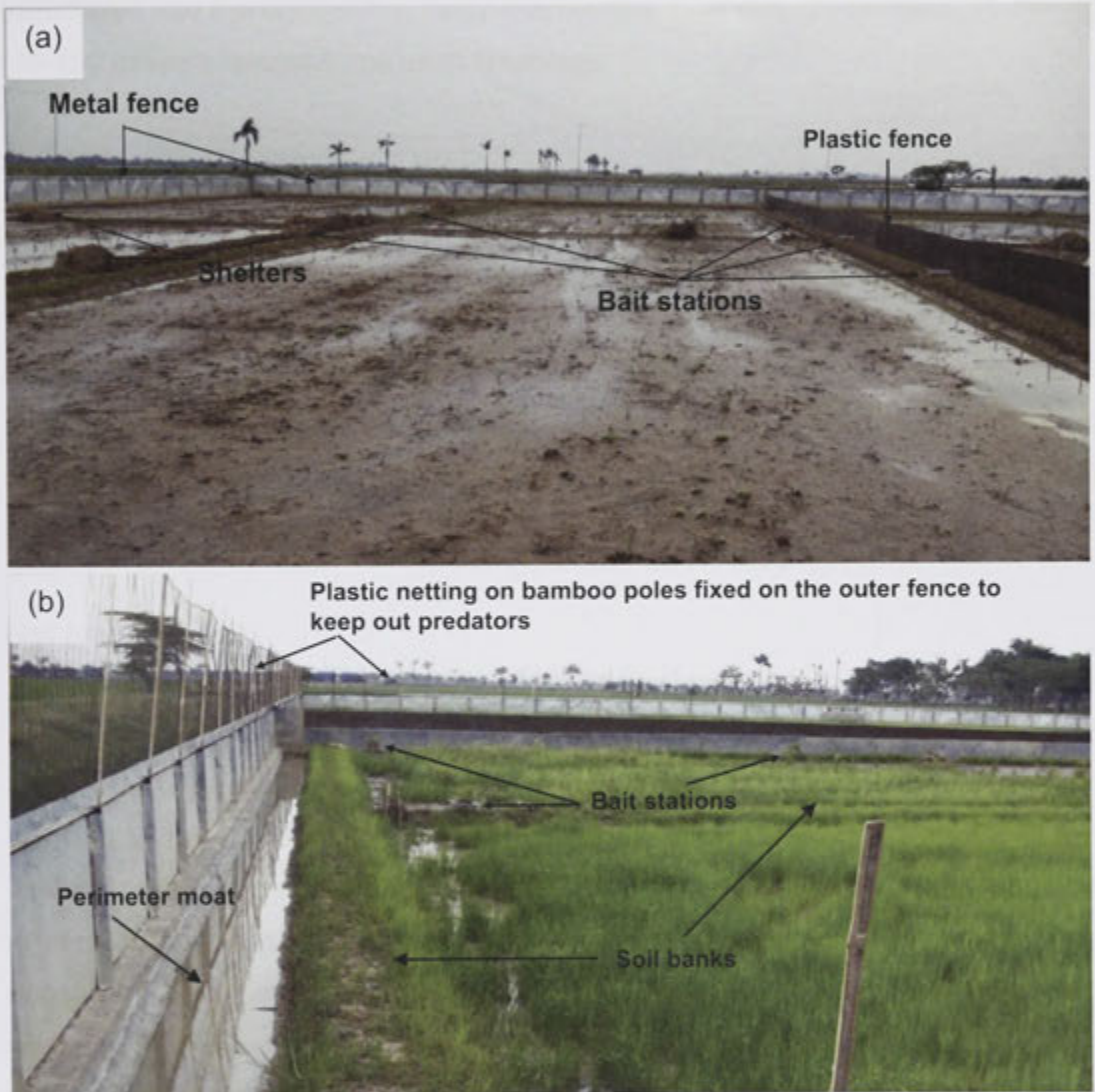 (a)
Metal fence
Plastic fence
Shelters
Bait stations
(b)
Plastic netting on bamboo poles fixed on the outer fence to
keep out predators
Bait stations
Perimeter moat
Soil banks